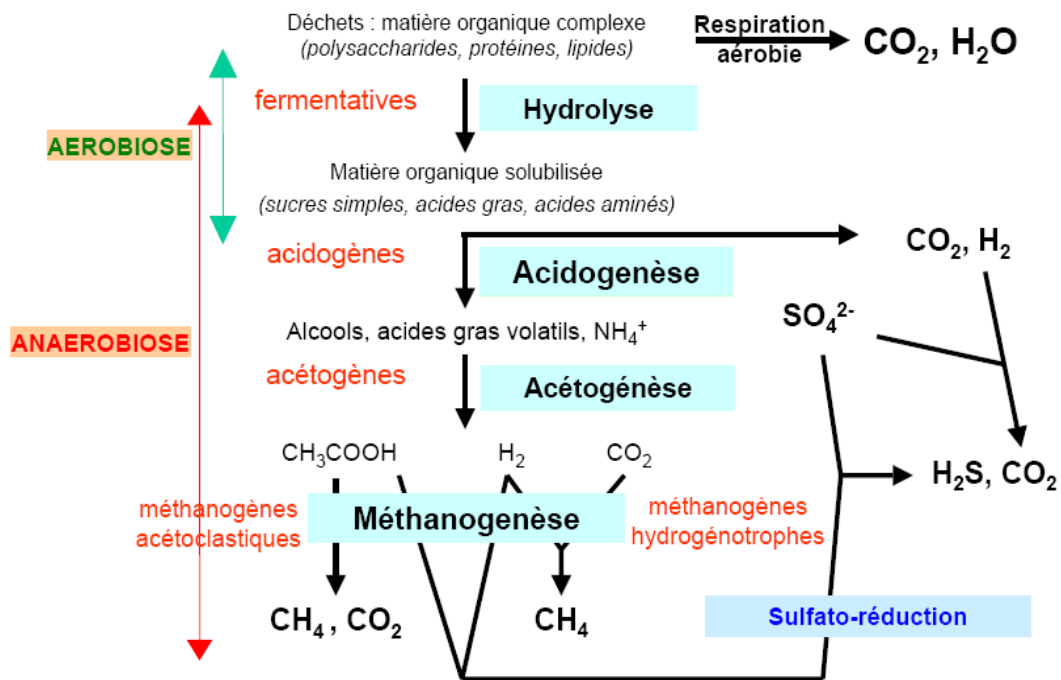 Déchets : matière organique complexe
(polysaccharides, protéines, lipides)
Respiration
aérobie
CO₂, H₂O
fermentatives
Hydrolyse
AEROBIOSE
Matière organique solubilisée
(sucres simples, acides gras, acides aminés)
acidogènes
Acidogenèse
CO₂, H₂
ANAEROBIOSE
Alcools, acides gras volatils, NH₄⁺
SO₄²⁻
acétogènes
Acétogénèse
CH₃COOH
H₂
CO₂
H₂S, CO₂
méthanogènes
acétoclastiques
Méthanogenèse
méthanogènes
hydrogénotrophes
CH₄ , CO₂
CH₄
Sulfato-réduction